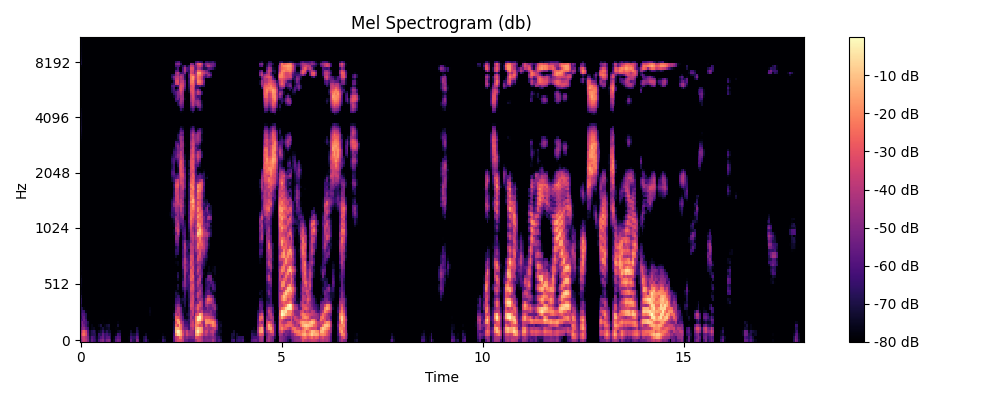 Mel Spectrogram (db)
Hz
8192
4096
2048
1024
512
0
0 5 10 15
Time
-10 dB
-20 dB
-30 dB
-40 dB
-50 dB
-60 dB
-70 dB
-80 dB